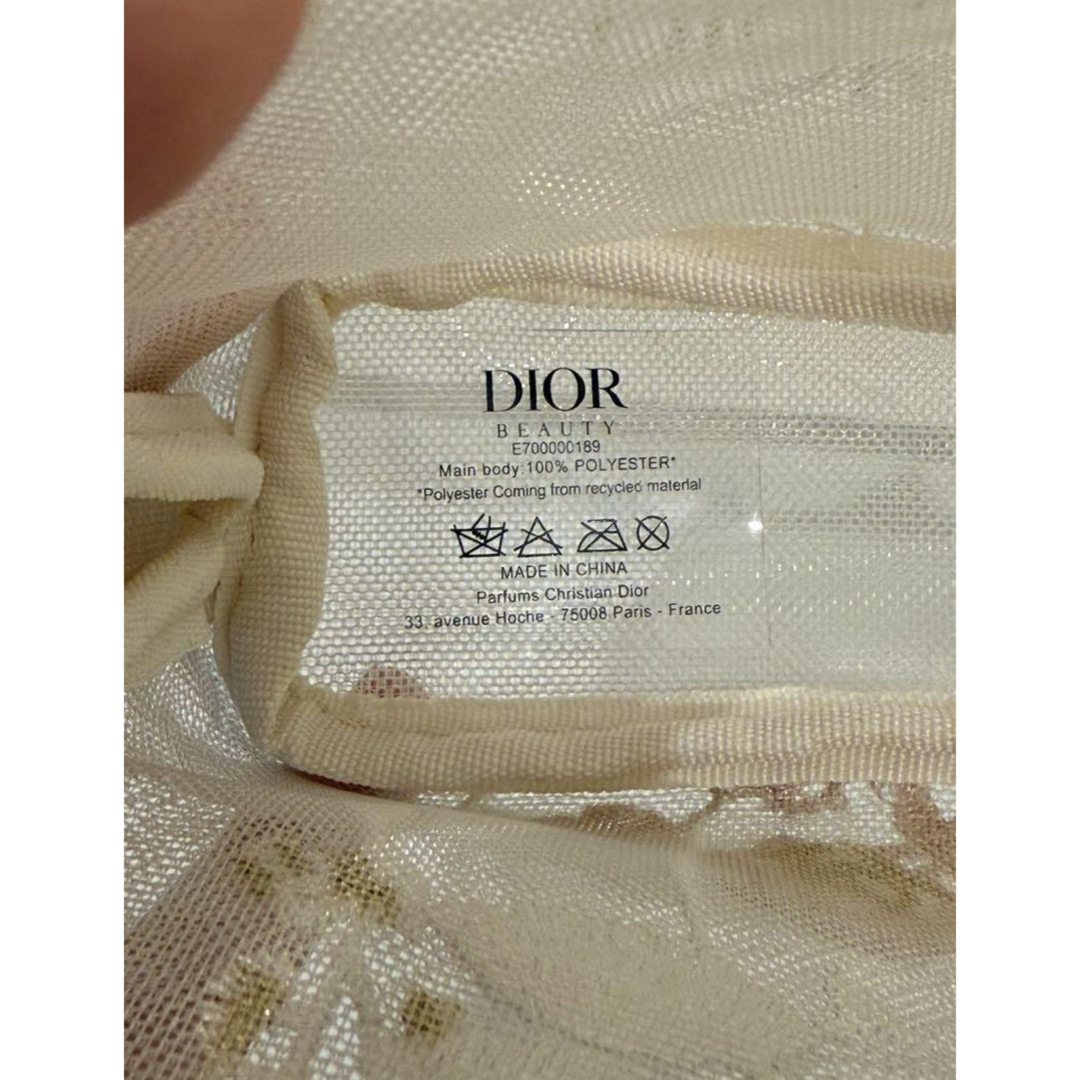 DIOR
BEAUTY
E700000189
Main body:100% POLYESTER*
*Polyester Coming from recycled material
MADE IN CHINA
Parfums Christian Dior
33, avenue Hoche - 75008 Paris - France